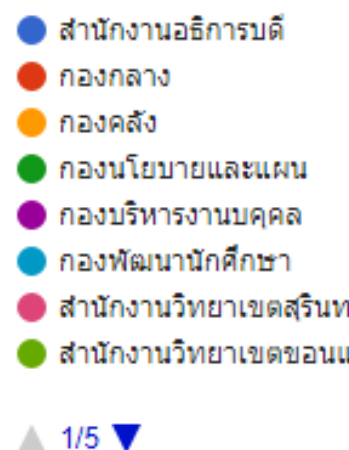 สำนักงานอธิการบดี
กองกลาง
กองคลัง
กองนโยบายและแผน
กองบริหารงานบุคคล
กองพัฒนานักศึกษา
สำนักงานวิทยาเขตสุรินท
สำนักงานวิทยาเขตขอนแ
1/5